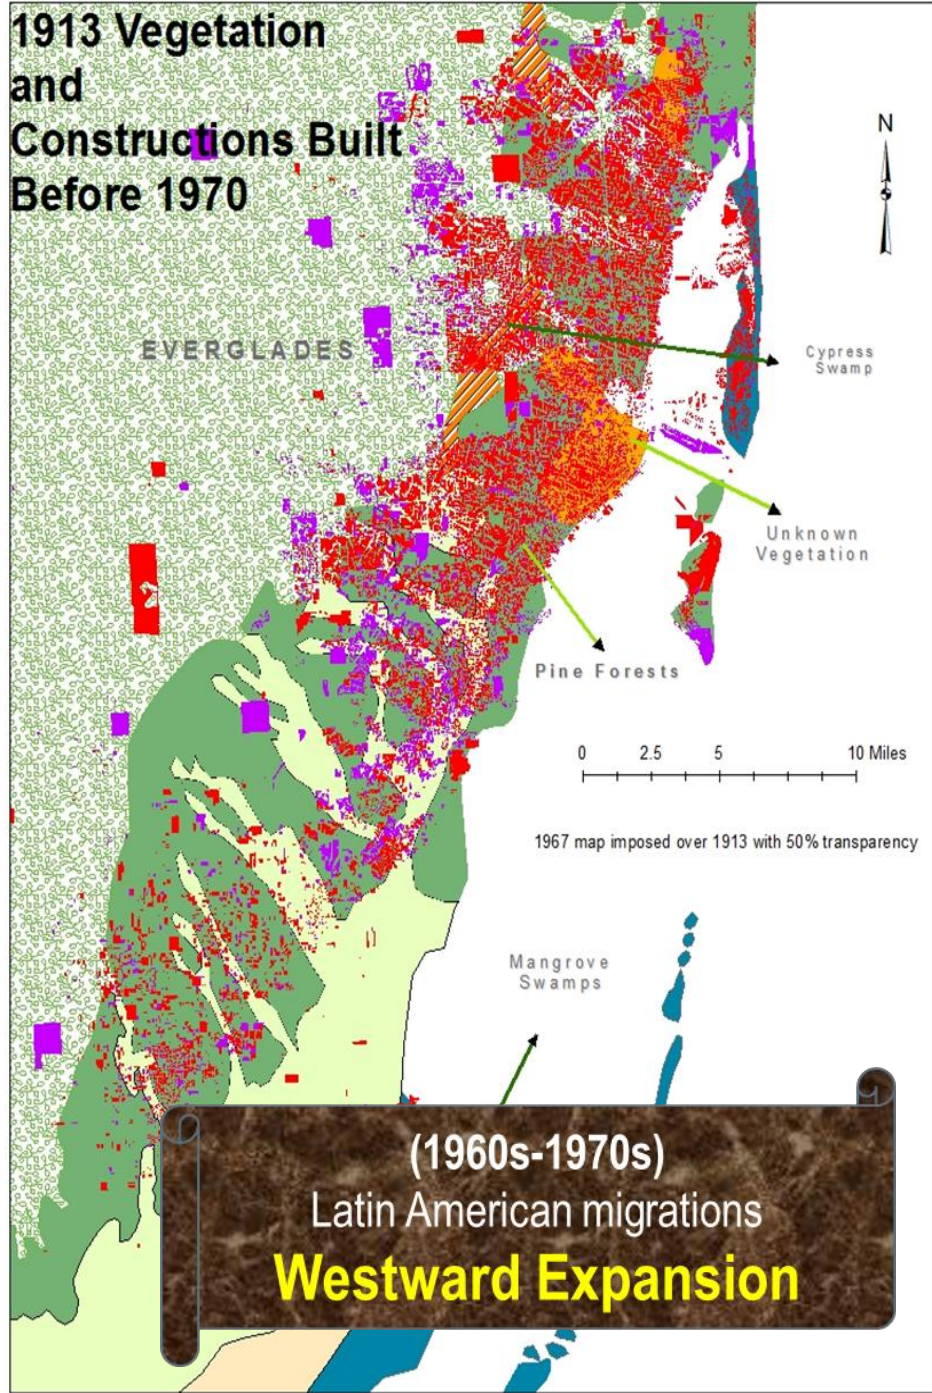 1913 Vegetation
and
Constructions Built
Before 1970
N
EVERGLADES
Cypress
Swamp
Unknown
Vegetation
Pine Forests
0 2.5 5 10 Miles
1967 map imposed over 1913 with 50% transparency
Mangrove
Swamps
(1960s-1970s)
Latin American migrations
Westward Expansion